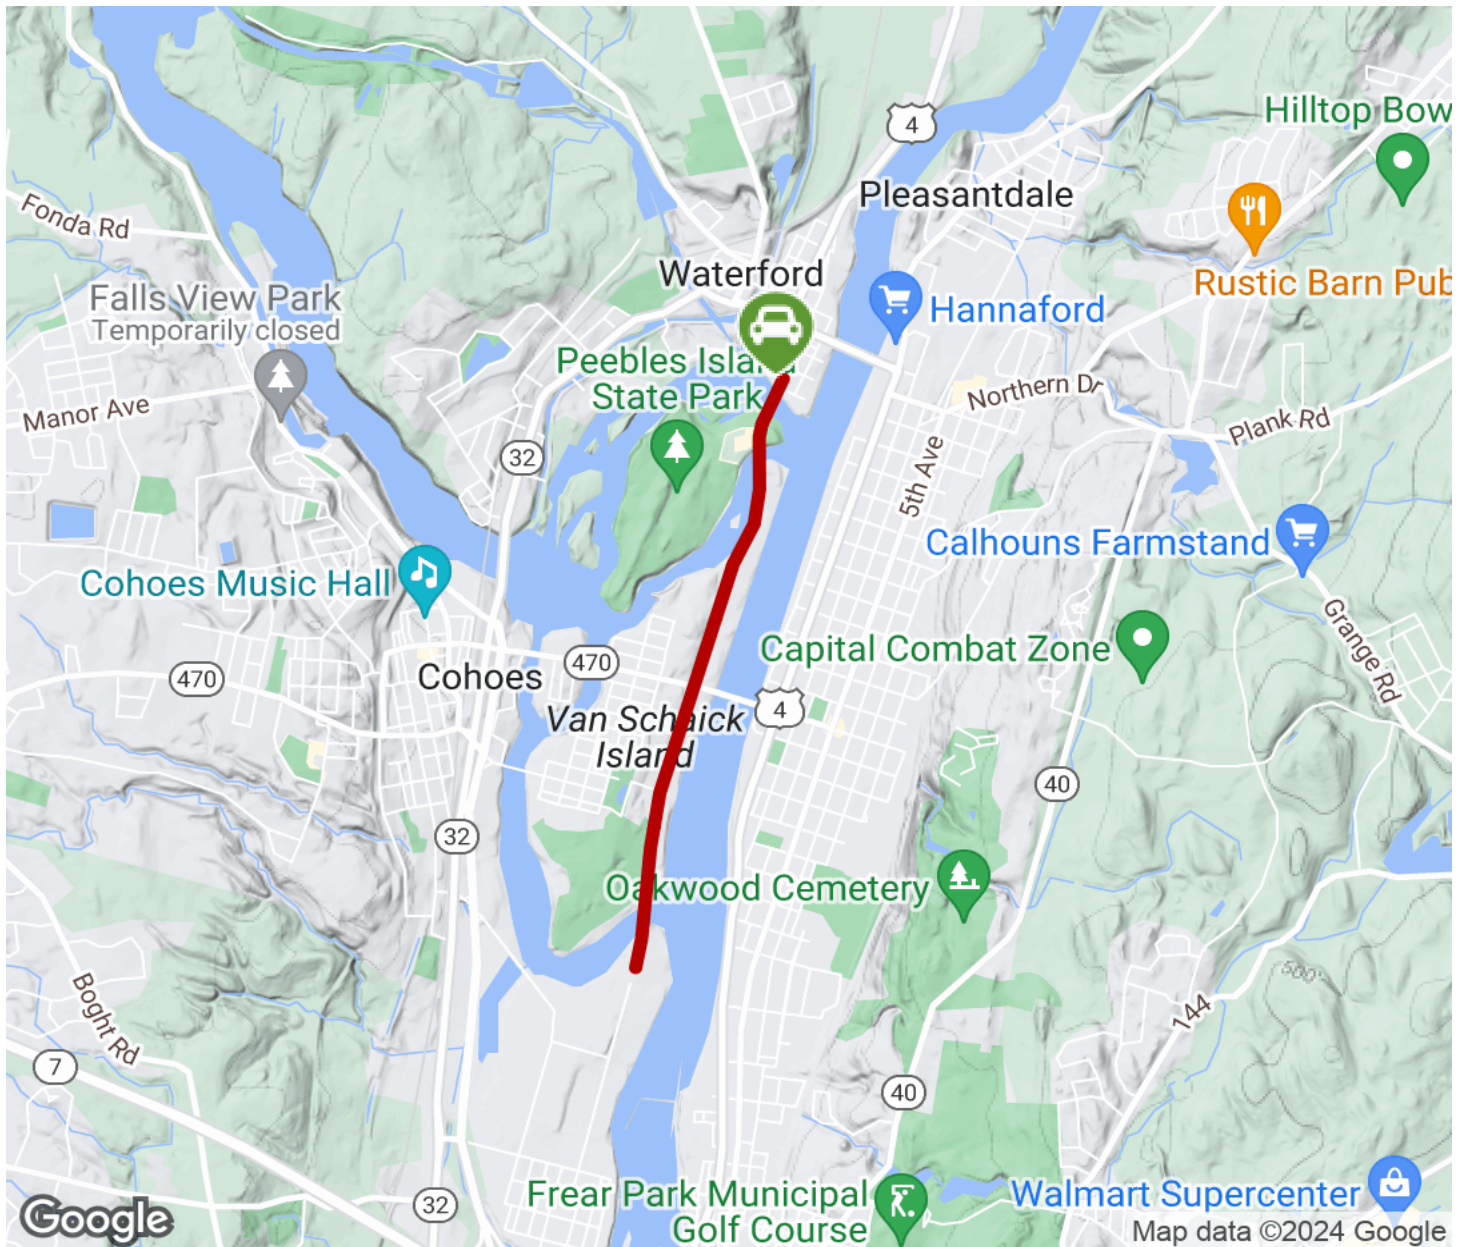 4
Hilltop Bow
Pleasantdale
Fonda Rd
Waterford
Rustic Barn Pub
Falls View Park
Temporarily closed
Hannaford
Peebles Island
State Park
Northern Dr
Manor Ave
Plank Rd
32
5th Ave
Calhouns Farmstand
Cohoes Music Hall
Grange Rd
Capital Combat Zone
470
470
Cohoes
4
Van Schaick
Island
40
32
Oakwood Cemetery
500'
Boght Rd
144
7
40
Frear Park Municipal
Golf Course
Walmart Supercenter
32
Google
Map data ©2024 Google